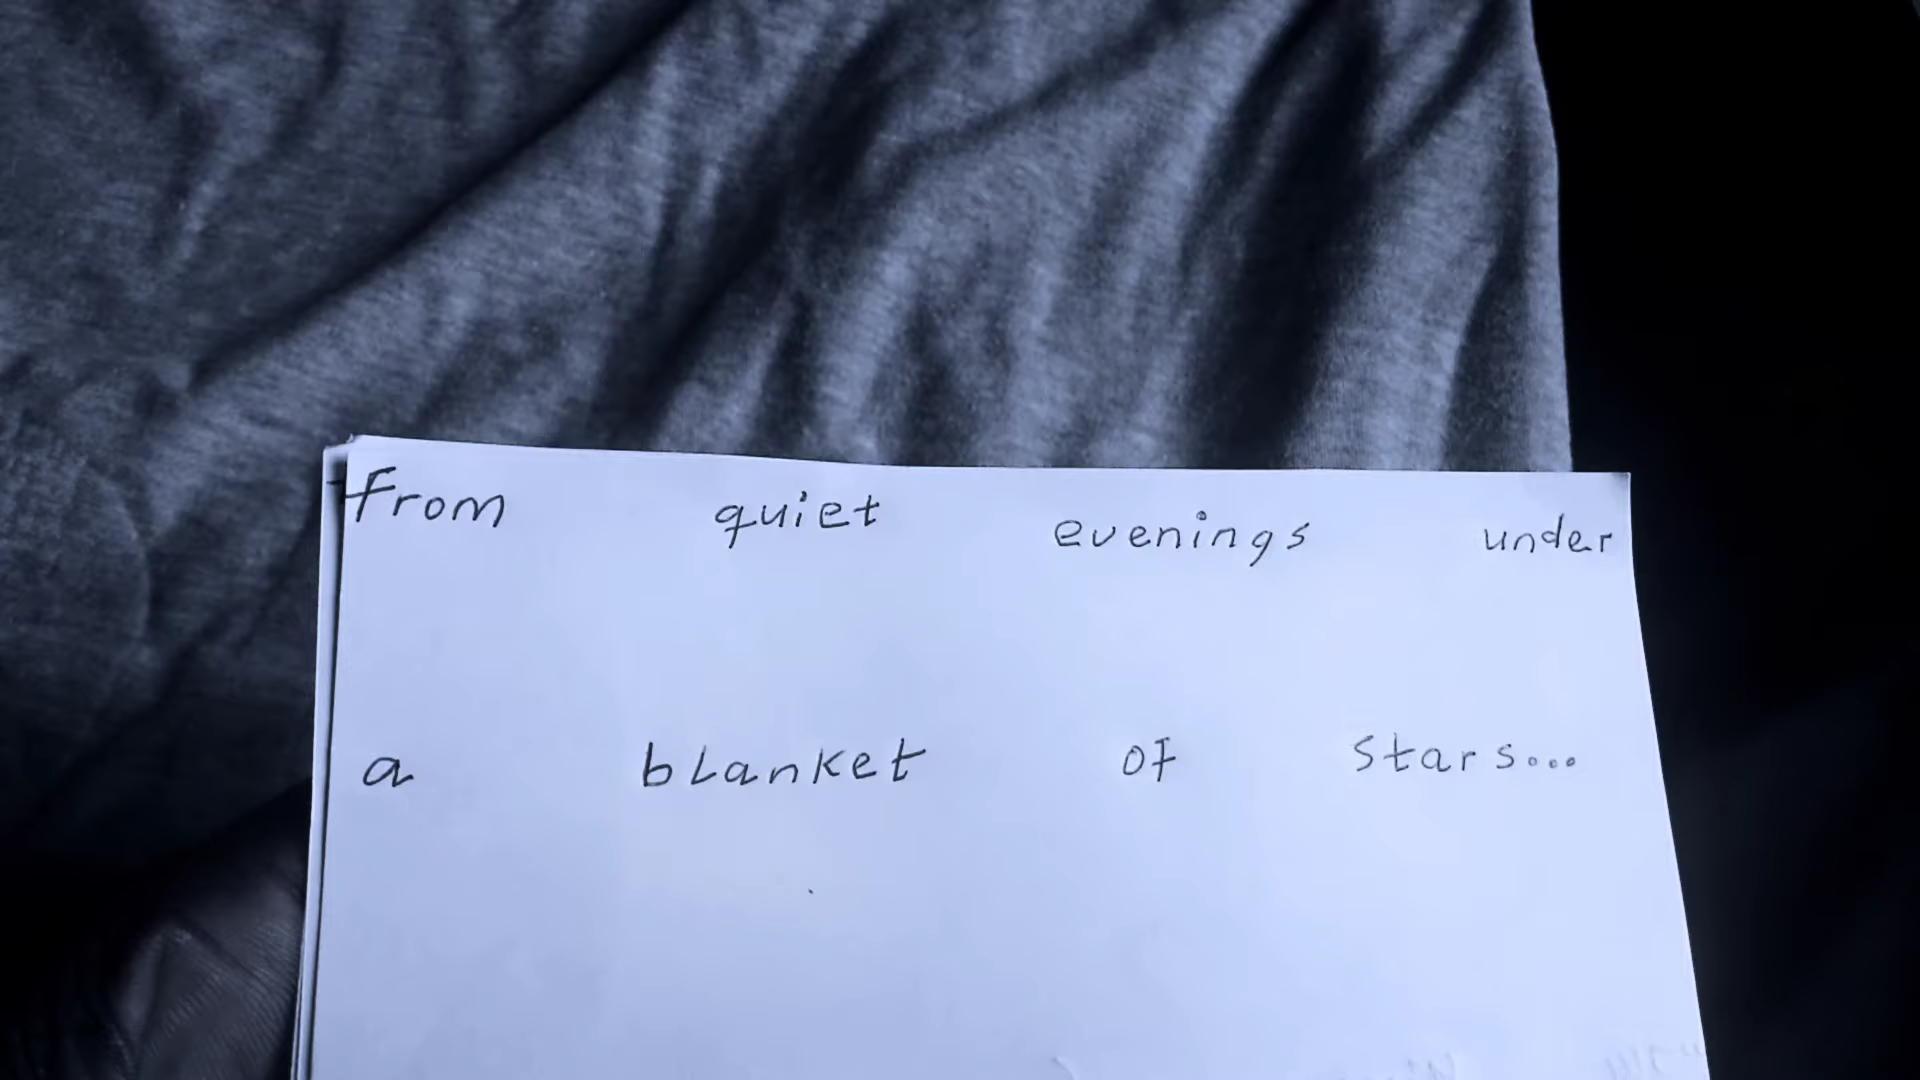 From quiet evenings under
a blanket of stars...